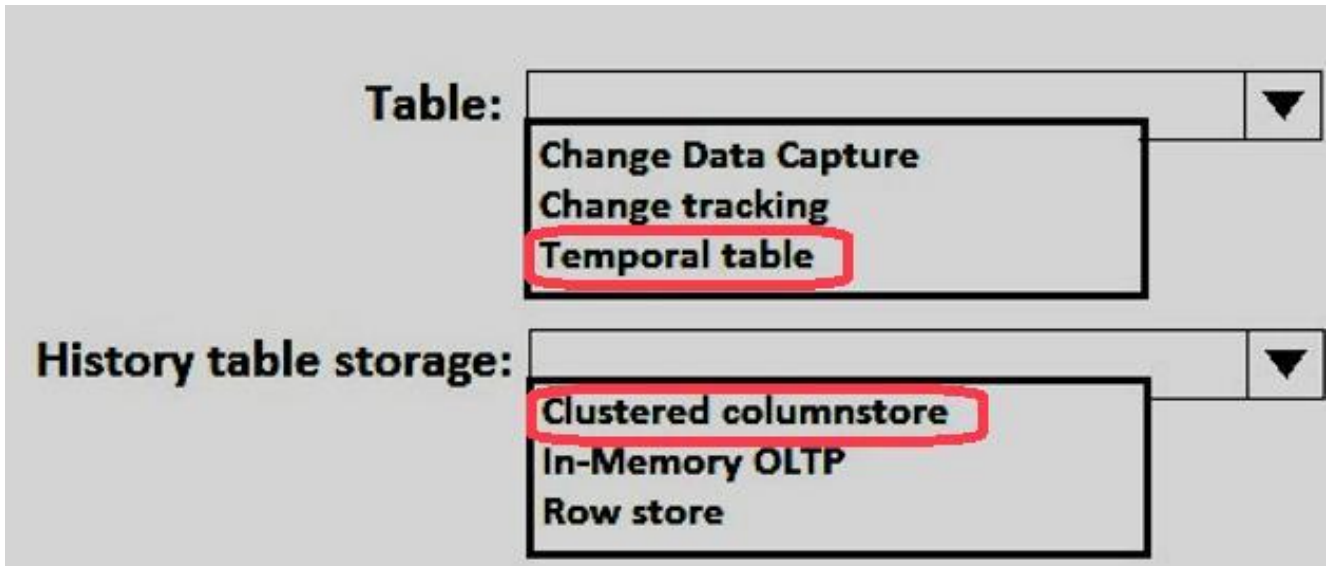 Table:
Change Data Capture
Change tracking
Temporal table
History table storage:
Clustered columnstore
In-Memory OLTP
Row store